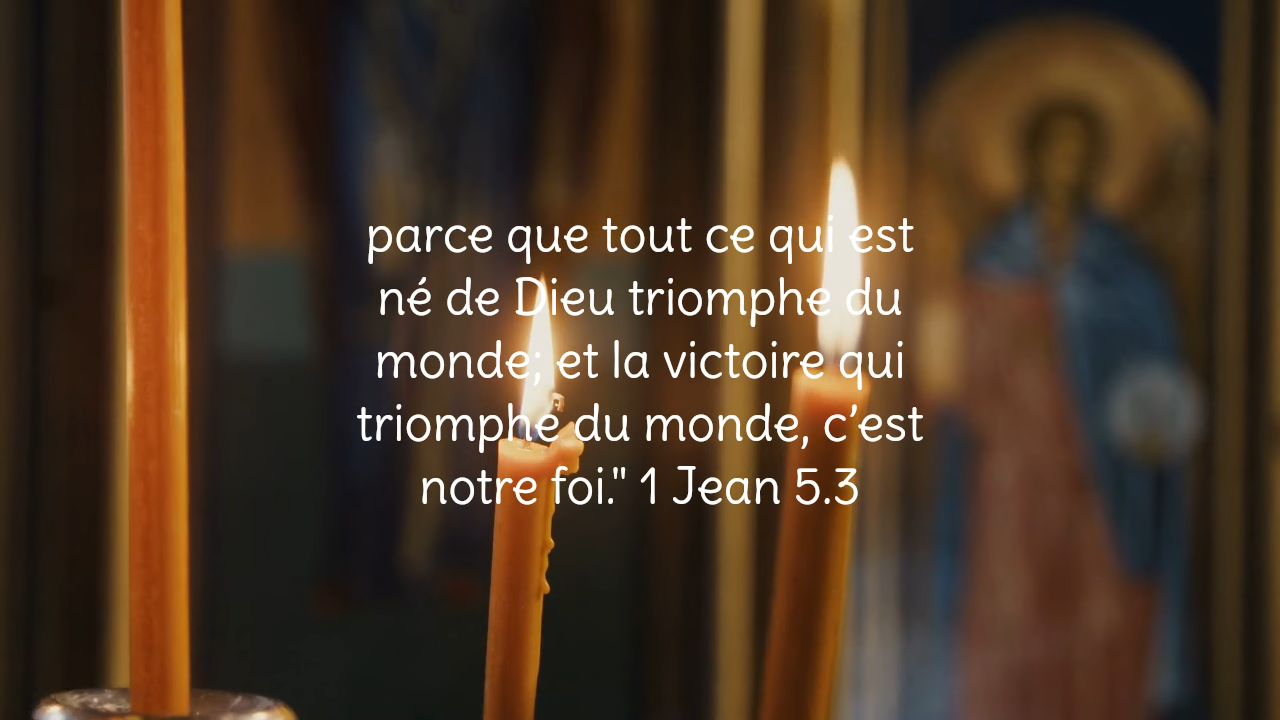 parce que tout ce qui est
né de Dieu triomphe du
monde; et la victoire qui
triomphe du monde, c’est
notre foi." 1 Jean 5.3